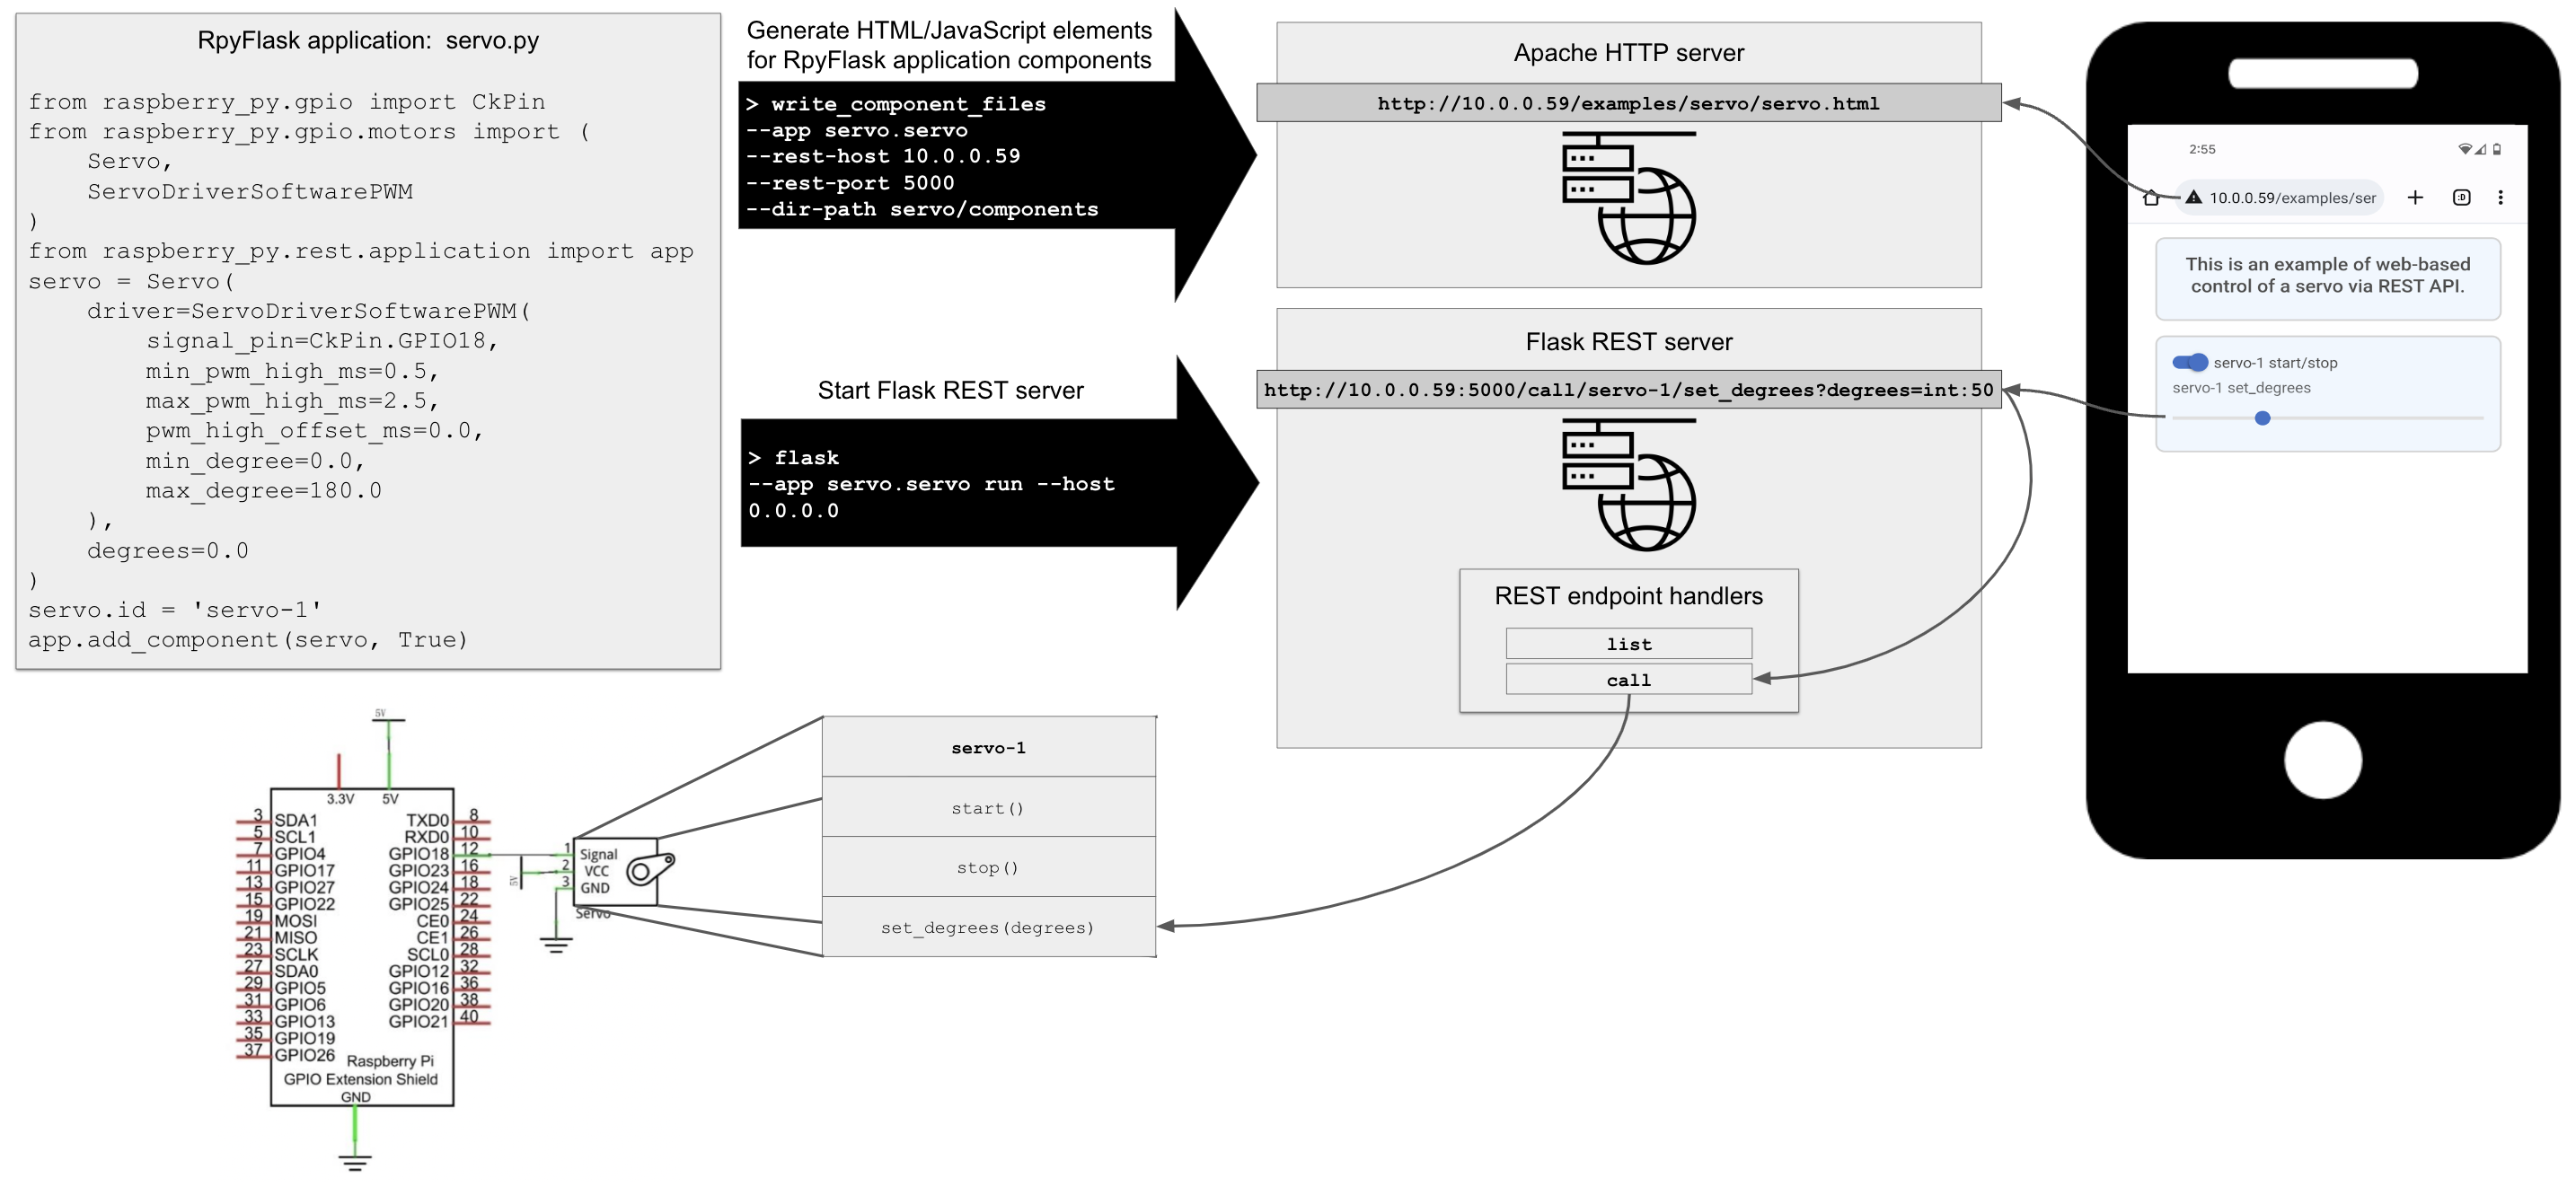 RpyFlask application:  servo.py
from raspberry_py.gpio import CkPin
from raspberry_py.gpio.motors import (
    Servo,
    ServoDriverSoftwarePWM
)
from raspberry_py.rest.application import app
servo = Servo(
    driver=ServoDriverSoftwarePWM(
        signal_pin=CkPin.GPIO18,
        min_pwm_high_ms=0.5,
        max_pwm_high_ms=2.5,
        pwm_high_offset_ms=0.0,
        min_degree=0.0,
        max_degree=180.0
    ),
    degrees=0.0
)
servo.id = 'servo-1'
app.add_component(servo, True)
Generate HTML/JavaScript elements
for RpyFlask application components
> write_component_files
--app servo.servo
--rest-host 10.0.0.59
--rest-port 5000
--dir-path servo/components
Start Flask REST server
> flask
--app servo.servo run --host
0.0.0.0
Apache HTTP server
http://10.0.0.59/examples/servo/servo.html
Flask REST server
http://10.0.0.59:5000/call/servo-1/set_degrees?degrees=int:50
REST endpoint handlers
list
call
2:55
10.0.0.59/examples/ser
:D
This is an example of web-based
control of a servo via REST API.
servo-1 start/stop
servo-1 set_degrees
servo-1
start()
stop()
set_degrees(degrees)
5V
3.3V 5V
3 SDA1 TXD0 8
5 SCL1 RXD0 10
7 GPIO4 GPIO18 12
11 GPIO17 GPIO23 16
13 GPIO27 GPIO24 18
15 GPIO22 GPIO25 22
19 MOSI CE0 24
21 MISO CE1 26
23 SCLK SCL0 28
27 SDA0 GPIO12 32
29 GPIO5 GPIO16 36
31 GPIO6 GPIO20 38
33 GPIO13 GPIO21 40
35 GPIO19
37 GPIO26
Raspberry Pi
GPIO Extension Shield
GND
1 Signal
2 VCC
3 GND
5V
Servo